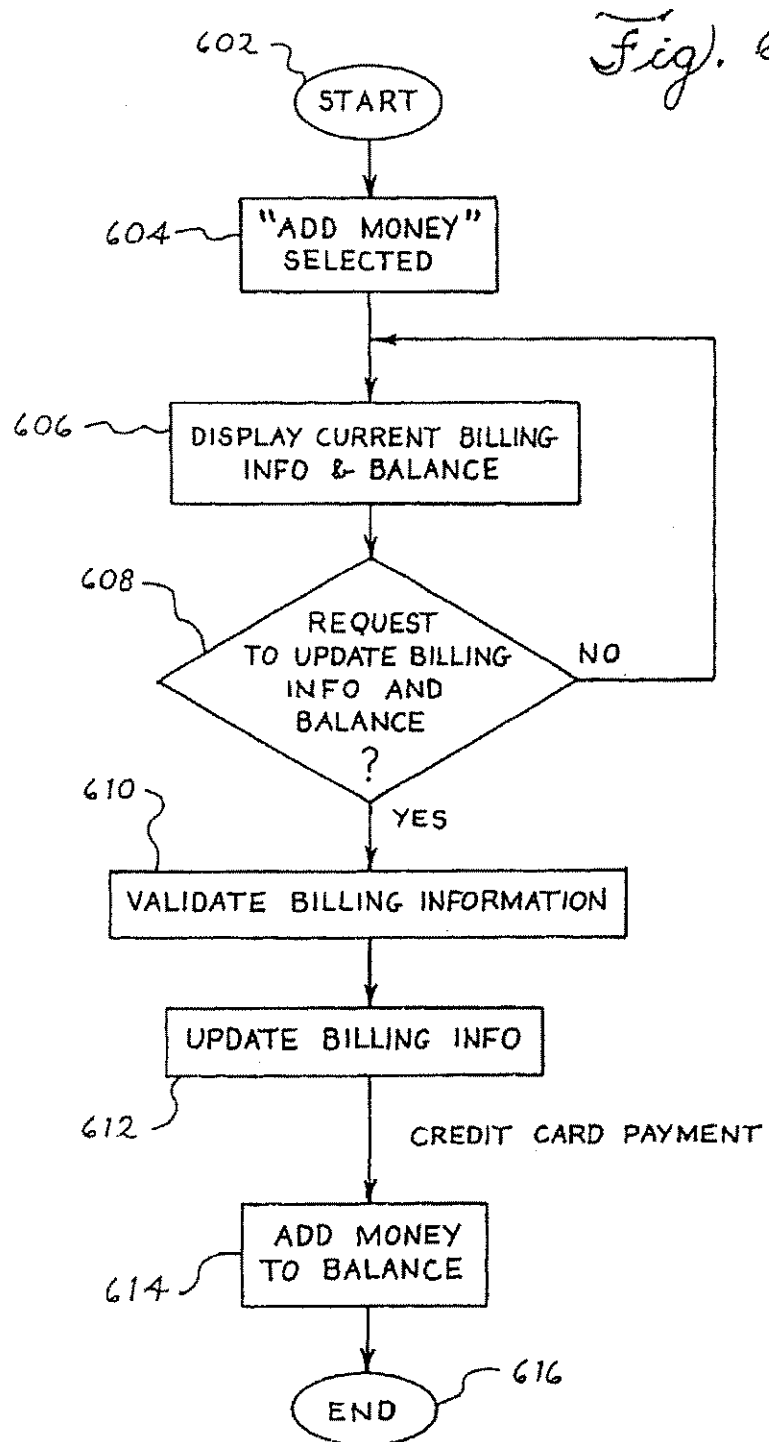 Fig. 6
602
START
604
"ADD MONEY"
SELECTED
606
DISPLAY CURRENT BILLING
INFO & BALANCE
608
REQUEST
TO UPDATE BILLING
INFO AND
BALANCE
?
NO
YES
610
VALIDATE BILLING INFORMATION
UPDATE BILLING INFO
612
CREDIT CARD PAYMENT
ADD MONEY
TO BALANCE
614
END
616